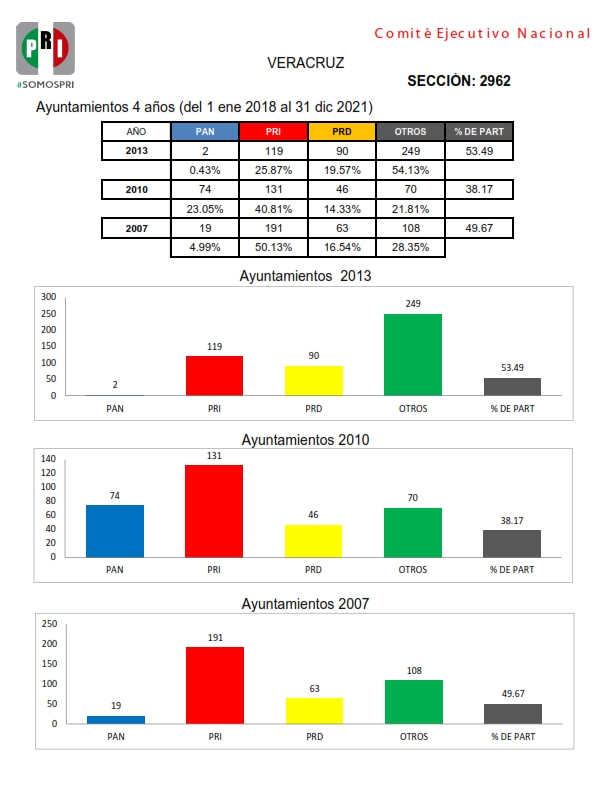 Comité Ejecutivo Nacional
PRI
#SOMOSPRI
VERACRUZ
SECCIÓN: 2962
Ayuntamientos 4 años (del 1 ene 2018 al 31 dic 2021)
AÑO PAN PRI PRD OTROS % DE PART
2013 2 119 90 249 53.49
0.43% 25.87% 19.57% 54.13%
2010 74 131 46 70 38.17
23.05% 40.81% 14.33% 21.81%
2007 19 191 63 108 49.67
4.99% 50.13% 16.54% 28.35%
Ayuntamientos 2013
300
250
200
150
100
50
0
2 119 90 249 53.49
PAN PRI PRD OTROS % DE PART
Ayuntamientos 2010
140
120
100
80
60
40
20
0
74 131 46 70 38.17
PAN PRI PRD OTROS % DE PART
Ayuntamientos 2007
250
200
150
100
50
0
19 191 63 108 49.67
PAN PRI PRD OTROS % DE PART